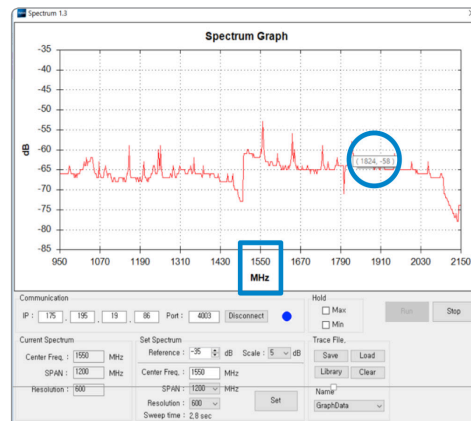 Spectrum 1.3
Spectrum Graph
-35
-40
-45
-50
-55
-60
-65
-70
-75
-80
-85
dB
( 1824, -58 )
950 1070 1190 1310 1430 1550 1670 1790 1910 2030 2150
MHz
Communication
IP : 175 . 195 . 19 . 86 Port : 4003 Disconnect
Hold
Max
Min
Run Stop
Current Spectrum
Center Freq, : 1550 MHz
SPAN : 1200 MHz
Resolution : 600
Set Spectrum
Reference : -35 dB Scale : 5 dB
Center Freq, : 1550 MHz
SPAN : 1200 MHz
Resolution : 600
Sweep time : 2,8 sec
Set
Trace File,
Save Load
Library Clear
Name
GraphData